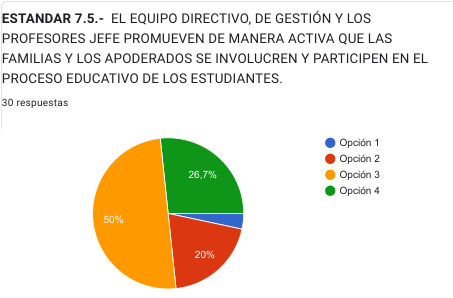 ESTANDAR 7.5.- EL EQUIPO DIRECTIVO, DE GESTIÓN Y LOS
PROFESORES JEFE PROMUEVEN DE MANERA ACTIVA QUE LAS
FAMILIAS Y LOS APODERADOS SE INVOLUCREN Y PARTICIPEN EN EL
PROCESO EDUCATIVO DE LOS ESTUDIANTES.
30 respuestas
Opción 1
Opción 2
Opción 3
Opción 4
26,7%
50%
20%